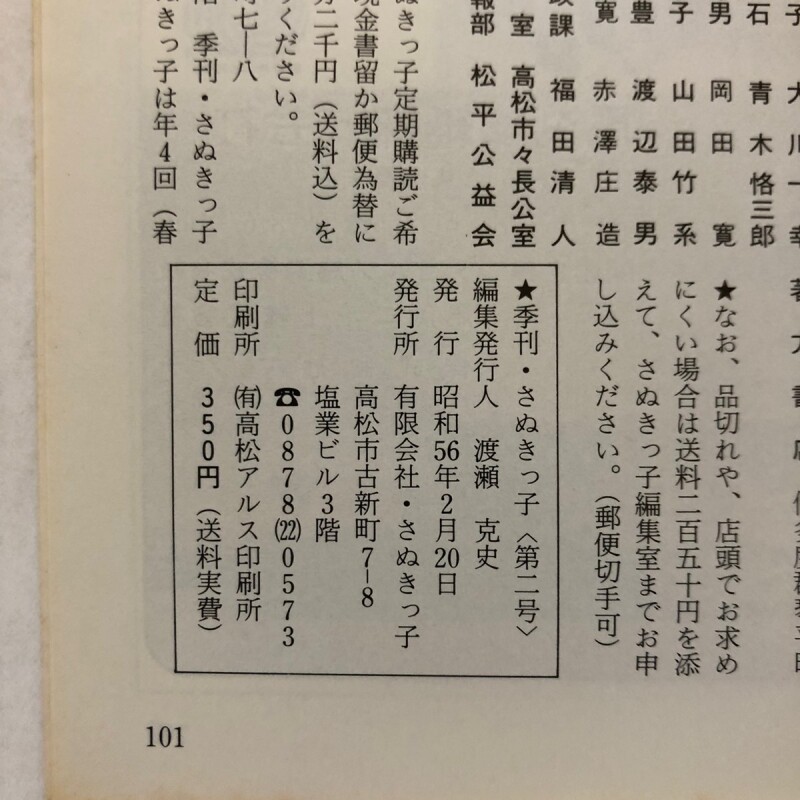 大川一幸
石 青木恪三郎
男 岡田 寛
子 山田竹系
豊 渡辺泰男
寛 赤澤庄造
課 福田清人
室 高松市々長公室
報部 松平公益会
ぬきっ子定期購読ご希
現金書留か郵便為替に
二千円（送料込）を
ください。
七―八
季刊・さぬきっ子
ぬきっ子は年4回（春
★なお、品切れや、店頭でお求め
にくい場合は送料二百五十円を添
えて、さぬきっ子編集室までお申
し込みください。（郵便切手可）
★季刊・さぬきっ子〈第二号〉
編集発行人 渡瀬 克史
発 行 昭和56年2月20日
発行所 有限会社・さぬきっ子
高松市古新町7―8
塩業ビル3階
☎0878㉒0573
印刷所 ㈲高松アルス印刷所
定 価 350円（送料実費）
101